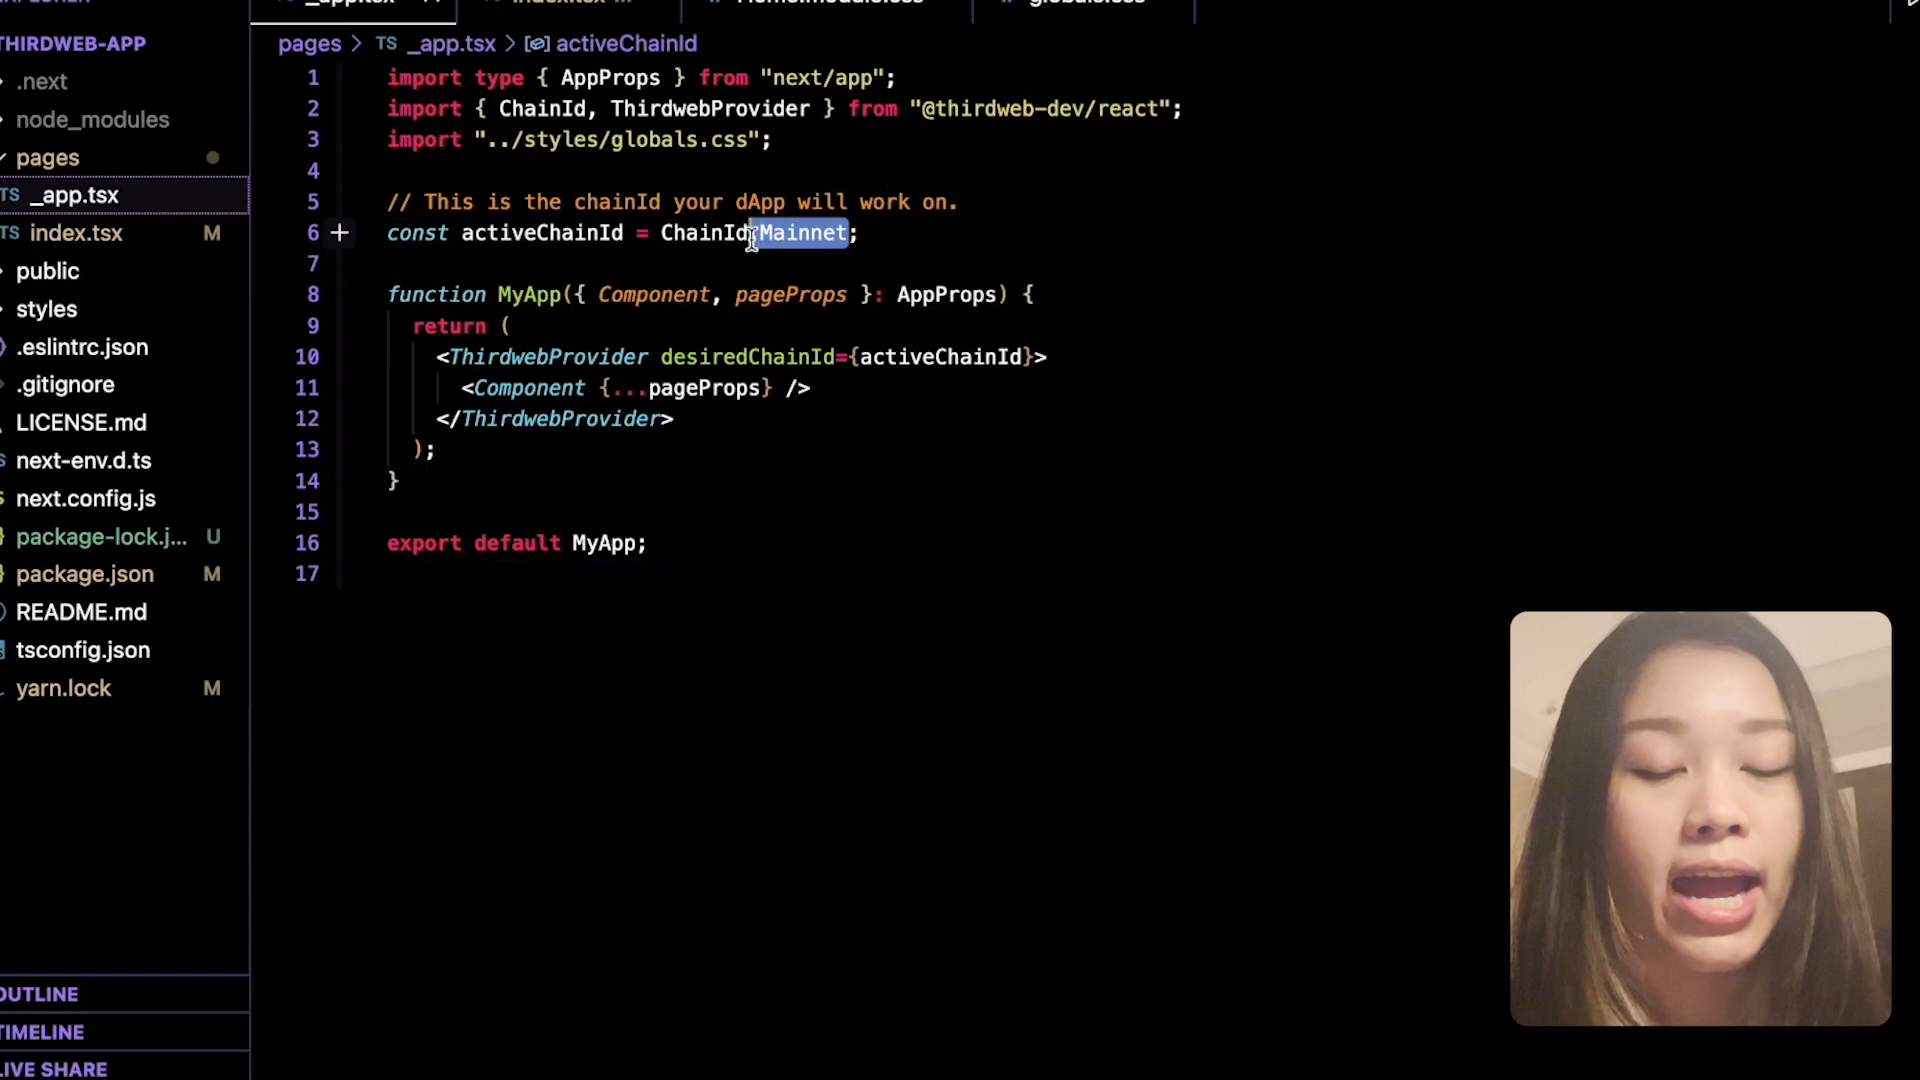 THIRDWEB-APP
.next
node_modules
pages
TS _app.tsx
TS index.tsx M
public
styles
.eslintrc.json
.gitignore
LICENSE.md
next-env.d.ts
next.config.js
package-lock.j... U
package.json M
README.md
tsconfig.json
yarn.lock M
OUTLINE
TIMELINE
LIVE SHARE
pages > TS _app.tsx > activeChainId
1 import type { AppProps } from "next/app";
2 import { ChainId, ThirdwebProvider } from "@thirdweb-dev/react";
3 import "../styles/globals.css";
4
5 // This is the chainId your dApp will work on.
6 const activeChainId = ChainId.Mainnet;
7
8 function MyApp({ Component, pageProps }: AppProps) {
9 return (
10 <ThirdwebProvider desiredChainId={activeChainId}>
11 <Component {...pageProps} />
12 </ThirdwebProvider>
13 );
14 }
15
16 export default MyApp;
17